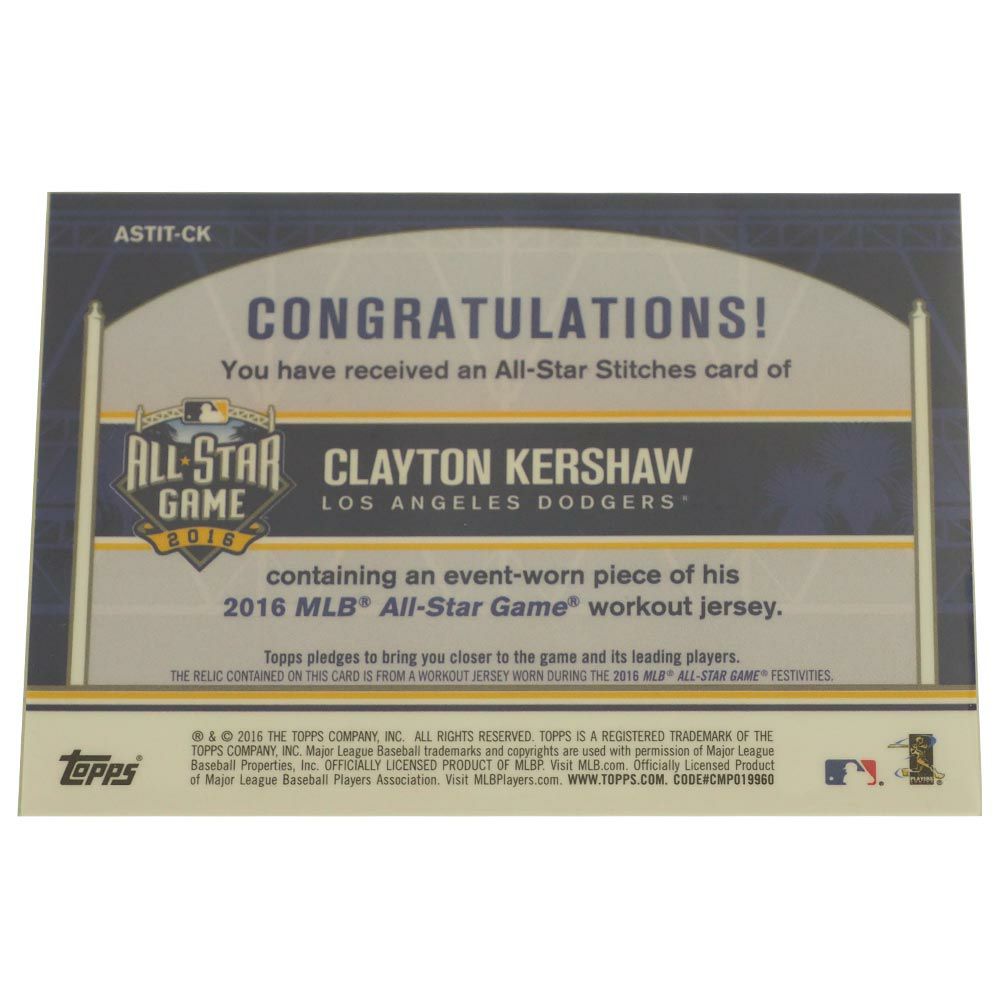 ASTIT-CK
CONGRATULATIONS!
You have received an All-Star Stitches card of
ALL★STAR
GAME
2016
CLAYTON KERSHAW
LOS ANGELES DODGERS®
containing an event-worn piece of his
2016 MLB® All-Star Game® workout jersey.
Topps pledges to bring you closer to the game and its leading players.
THE RELIC CONTAINED ON THIS CARD IS FROM A WORKOUT JERSEY WORN DURING THE 2016 MLB® ALL-STAR GAME® FESTIVITIES.
® & © 2016 THE TOPPS COMPANY, INC. ALL RIGHTS RESERVED. TOPPS IS A REGISTERED TRADEMARK OF THE
TOPPS COMPANY, INC. Major League Baseball trademarks and copyrights are used with permission of Major League
Baseball Properties, Inc. OFFICIALLY LICENSED PRODUCT OF MLBP. Visit MLB.com. Officially Licensed Product
of Major League Baseball Players Association. Visit MLBPlayers.com. WWW.TOPPS.COM. CODE#CMP019960
TOPPS®
PLAYERS